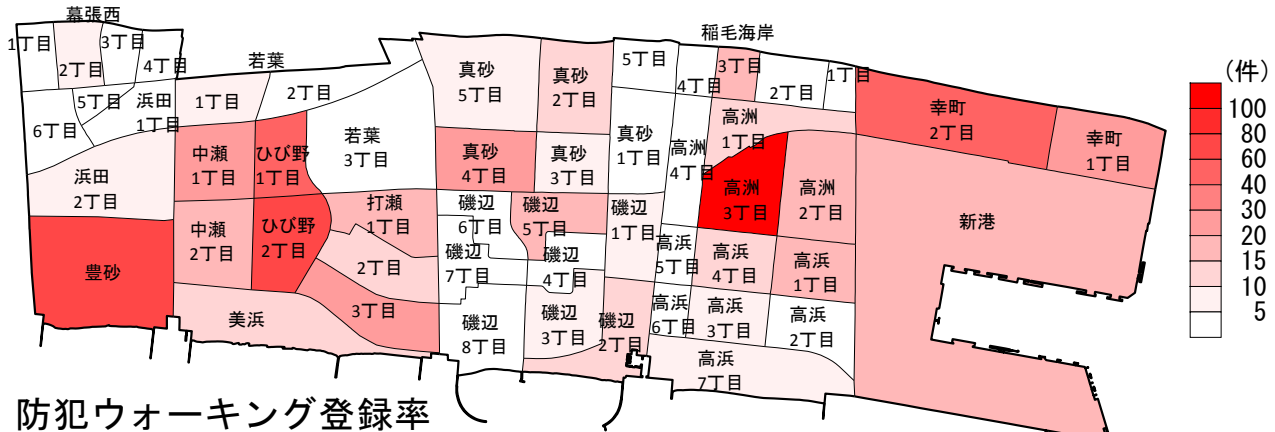 幕張西
1丁目
2丁目
3丁目
4丁目
5丁目
6丁目
浜田
1丁目
浜田
2丁目
豊砂
若葉
1丁目
2丁目
若葉
3丁目
中瀬
1丁目
中瀬
2丁目
ひび野
1丁目
ひび野
2丁目
打瀬
1丁目
2丁目
3丁目
美浜
真砂
5丁目
真砂
2丁目
真砂
4丁目
真砂
3丁目
真砂
1丁目
磯辺
6丁目
磯辺
5丁目
磯辺
1丁目
磯辺
7丁目
磯辺
4丁目
磯辺
8丁目
磯辺
3丁目
磯辺
2丁目
稲毛海岸
5丁目
4丁目
3丁目
2丁目
1丁目
高洲
1丁目
高洲
4丁目
高洲
3丁目
高洲
2丁目
高浜
5丁目
高浜
4丁目
高浜
1丁目
高浜
6丁目
高浜
3丁目
高浜
2丁目
高浜
7丁目
幸町
2丁目
幸町
1丁目
新港
(件)
100
80
60
40
30
20
15
10
5
防犯ウォーキング登録率